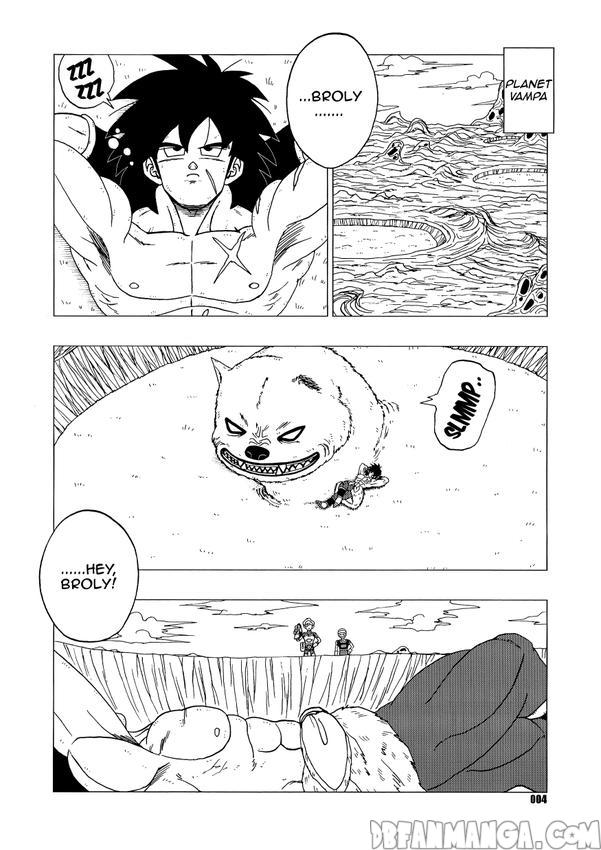 PLANET
VAMPA
...BROLY
.......
ZZZ
ZZZ
SLMMP..
......HEY,
BROLY!
004
DBFANMANGA.COM